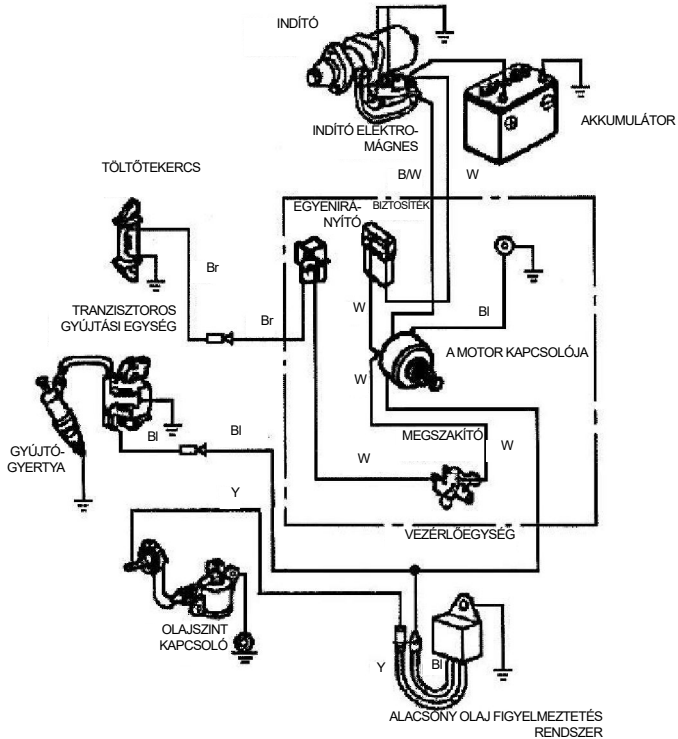 INDÍTÓ
AKKUMULÁTOR
INDÍTÓ ELEKTRO-
MÁGNES
TÖLTŐTEKERCS
B/W
W
EGYENIRÁ-
NYÍTÓ
BIZTOSÍTÉK
Br
TRANZISZTOROS
GYÚJTÁSI EGYSÉG
Br
W
Bl
A MOTOR KAPCSOLÓJA
W
GYÚJTÓ-
GYERTYA
Bl
Bl
MEGSZAKÍTÓ
W
W
Y
VEZÉRLŐEGYSÉG
OLAJSZINT
KAPCSOLÓ
Y
Bl
ALACSONY OLAJ FIGYELMEZTETÉS
RENDSZER